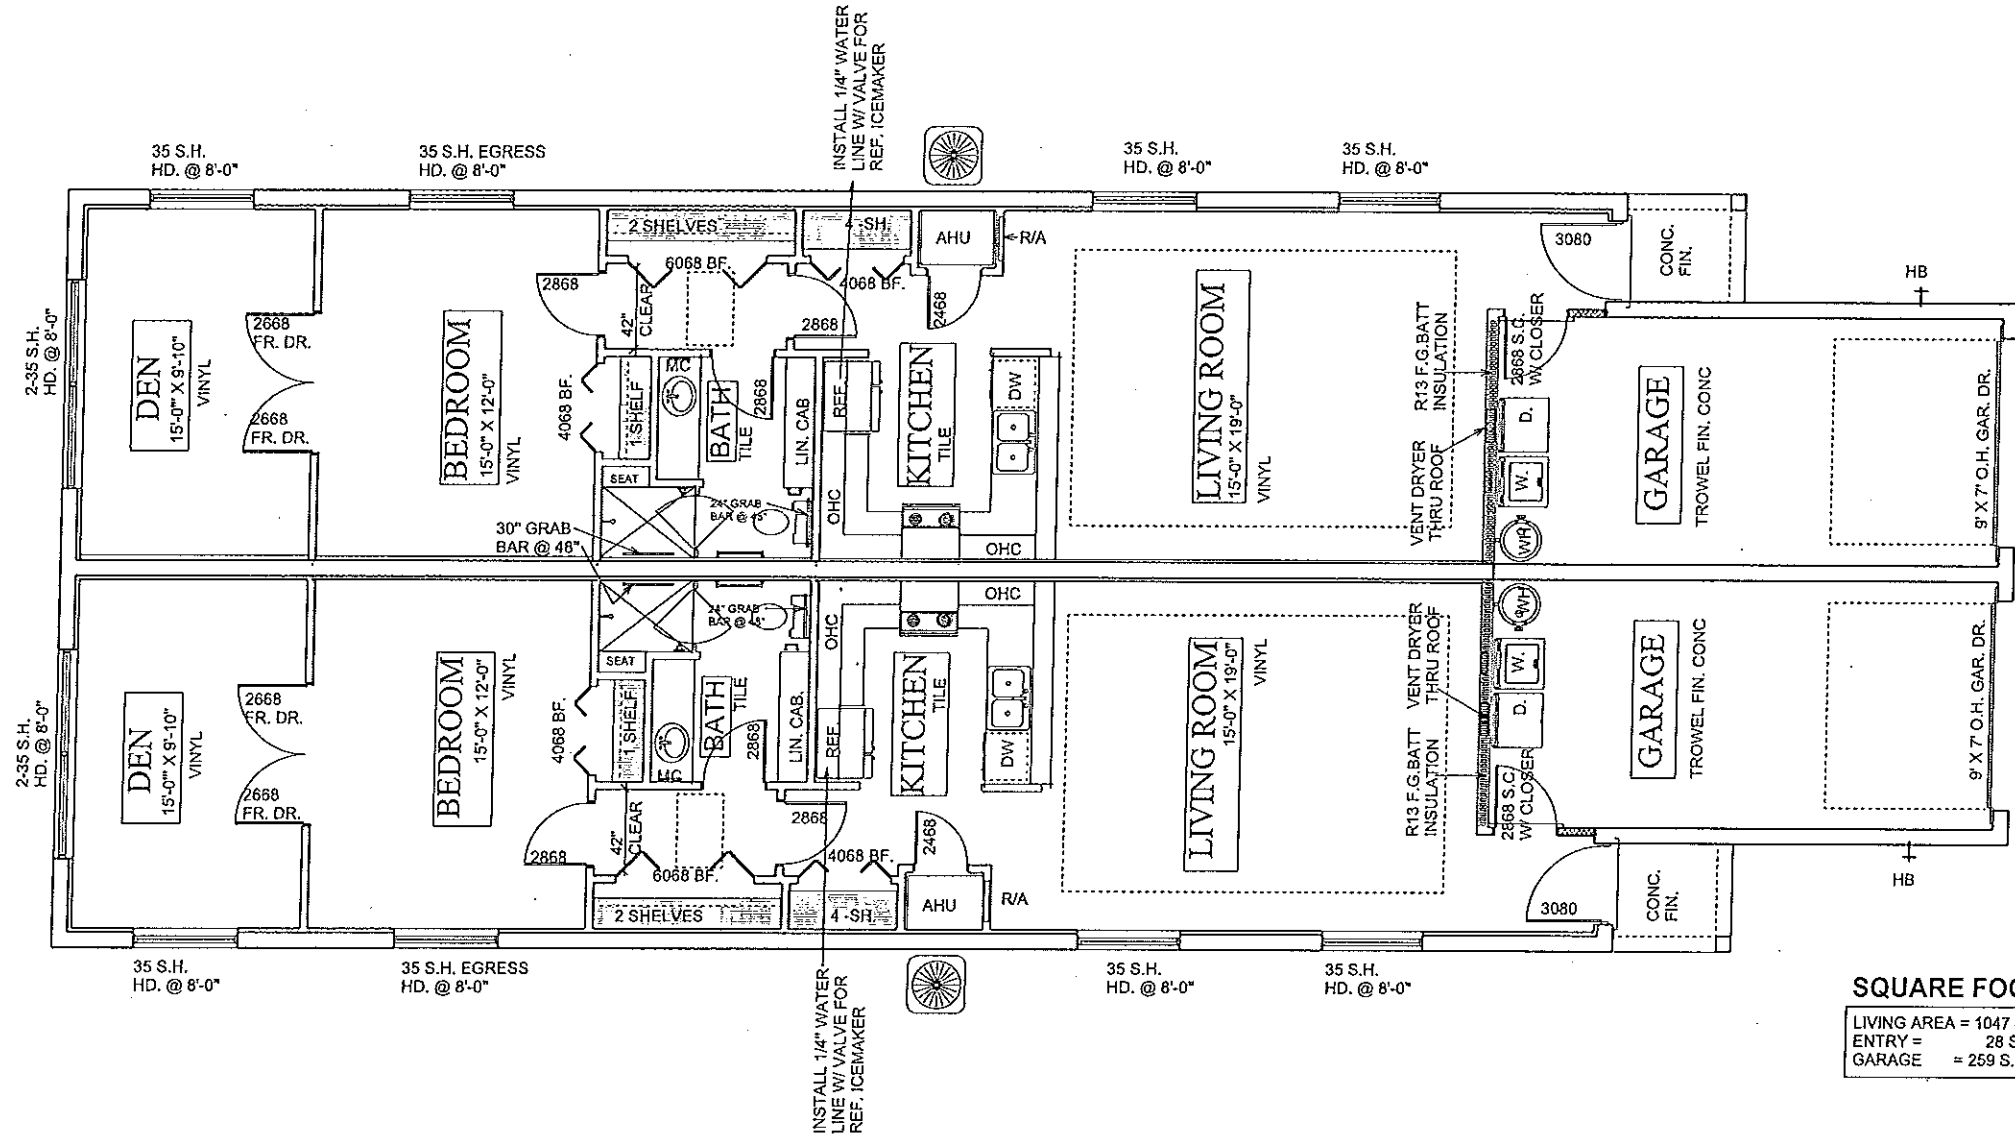 INSTALL 1/4" WATER
LINE W/ VALVE FOR
REF. ICEMAKER
35 S.H.
HD. @ 8'-0"
35 S.H. EGRESS
HD. @ 8'-0"
35 S.H.
HD. @ 8'-0"
35 S.H.
HD. @ 8'-0"
2-35 S.H.
HD. @ 8'-0"
DEN
15'-0"' X 9'-10"
VINYL
2668
FR. DR.
2668
FR. DR.
BEDROOM
15'-0" X 12'-0"
VINYL
2868
4068 BF.
2 SHELVES
6068 BF.
42"
CLEAR
2868
1 SHELF
MC
BATH
TILE
2868
LIN. CAB.
SEAT
24" GRAB
30" GRAB
BAR @ 48"
4 -SH.
4068 BF.
AHU
R/A
2468
REF.
KITCHEN
TILE
DW
OHC
OHC
LIVING ROOM
15'-0" X 19'-0"
VINYL
R13 F.G.BATT
INSULATION
VENT DRYER
THRU ROOF
3080
CONC.
FIN.
HB
2868 S.C.
W/ CLOSER
D.
W.
WH
GARAGE
TROWEL FIN. CONC
9' X 7' O.H. GAR. DR.
2-35 S.H.
HD. @ 8'-0"
DEN
15'-0"' X 9'-10"
VINYL
2668
FR. DR.
2668
FR. DR.
BEDROOM
15'-0" X 12'-0"
VINYL
2868
4068 BF.
SEAT
24" GRAB
1 SHELF
MC
BATH
TILE
2868
LIN. CAB.
42"
CLEAR
6068 BF.
2 SHELVES
2868
4068 BF.
4 -SH.
AHU
R/A
2468
REF.
KITCHEN
TILE
DW
OHC
OHC
LIVING ROOM
15'-0" X 19'-0"
VINYL
R13 F.G.BATT
INSULATION
VENT DRYER
THRU ROOF
WH
W.
D.
2868 S.C.
W/ CLOSER
GARAGE
TROWEL FIN. CONC
9' X 7' O.H. GAR. DR.
3080
CONC.
FIN.
HB
35 S.H.
HD. @ 8'-0"
35 S.H. EGRESS
HD. @ 8'-0"
35 S.H.
HD. @ 8'-0"
35 S.H.
HD. @ 8'-0"
INSTALL 1/4" WATER
LINE W/ VALVE FOR
REF. ICEMAKER
SQUARE FOO
LIVING AREA = 1047
ENTRY = 28 S
GARAGE = 259 S.